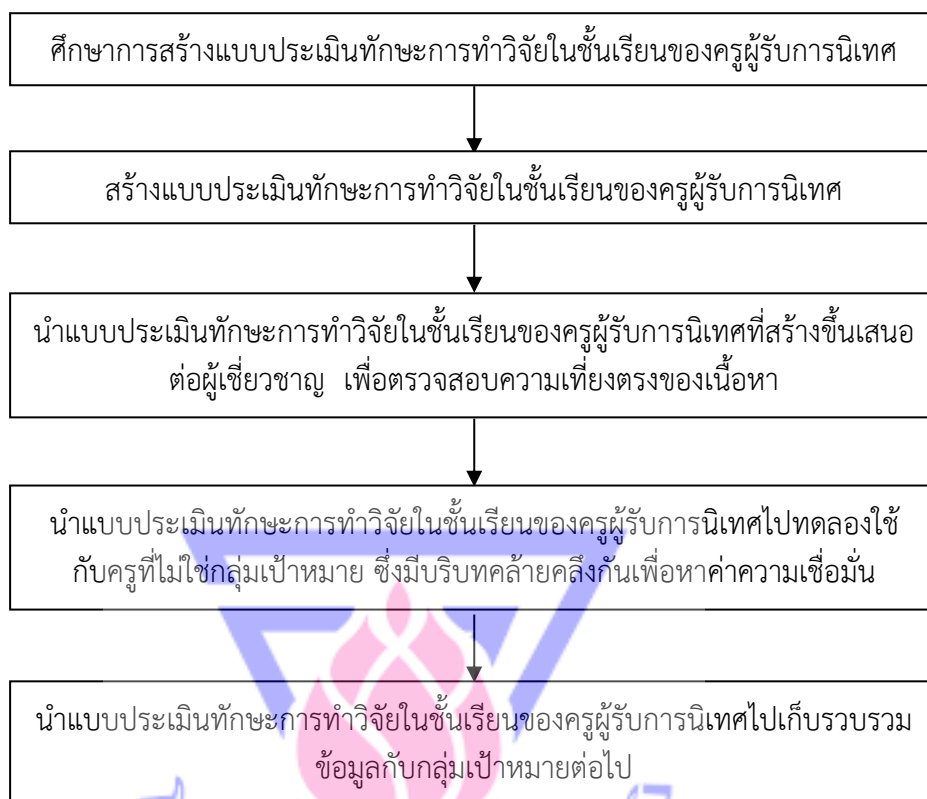 ศึกษาการสร้างแบบประเมินทักษะการทำวิจัยในชั้นเรียนของครูผู้รับการนิเทศ
สร้างแบบประเมินทักษะการทำวิจัยในชั้นเรียนของครูผู้รับการนิเทศ
นำแบบประเมินทักษะการทำวิจัยในชั้นเรียนของครูผู้รับการนิเทศที่สร้างขึ้นเสนอ
ต่อผู้เชี่ยวชาญ เพื่อตรวจสอบความเที่ยงตรงของเนื้อหา
นำแบบประเมินทักษะการทำวิจัยในชั้นเรียนของครูผู้รับการนิเทศไปทดลองใช้
กับครูที่ไม่ใช่กลุ่มเป้าหมาย ซึ่งมีบริบทคล้ายคลึงกันเพื่อหาค่าความเชื่อมั่น
นำแบบประเมินทักษะการทำวิจัยในชั้นเรียนของครูผู้รับการนิเทศไปเก็บรวบรวม
ข้อมูลกับกลุ่มเป้าหมายต่อไป